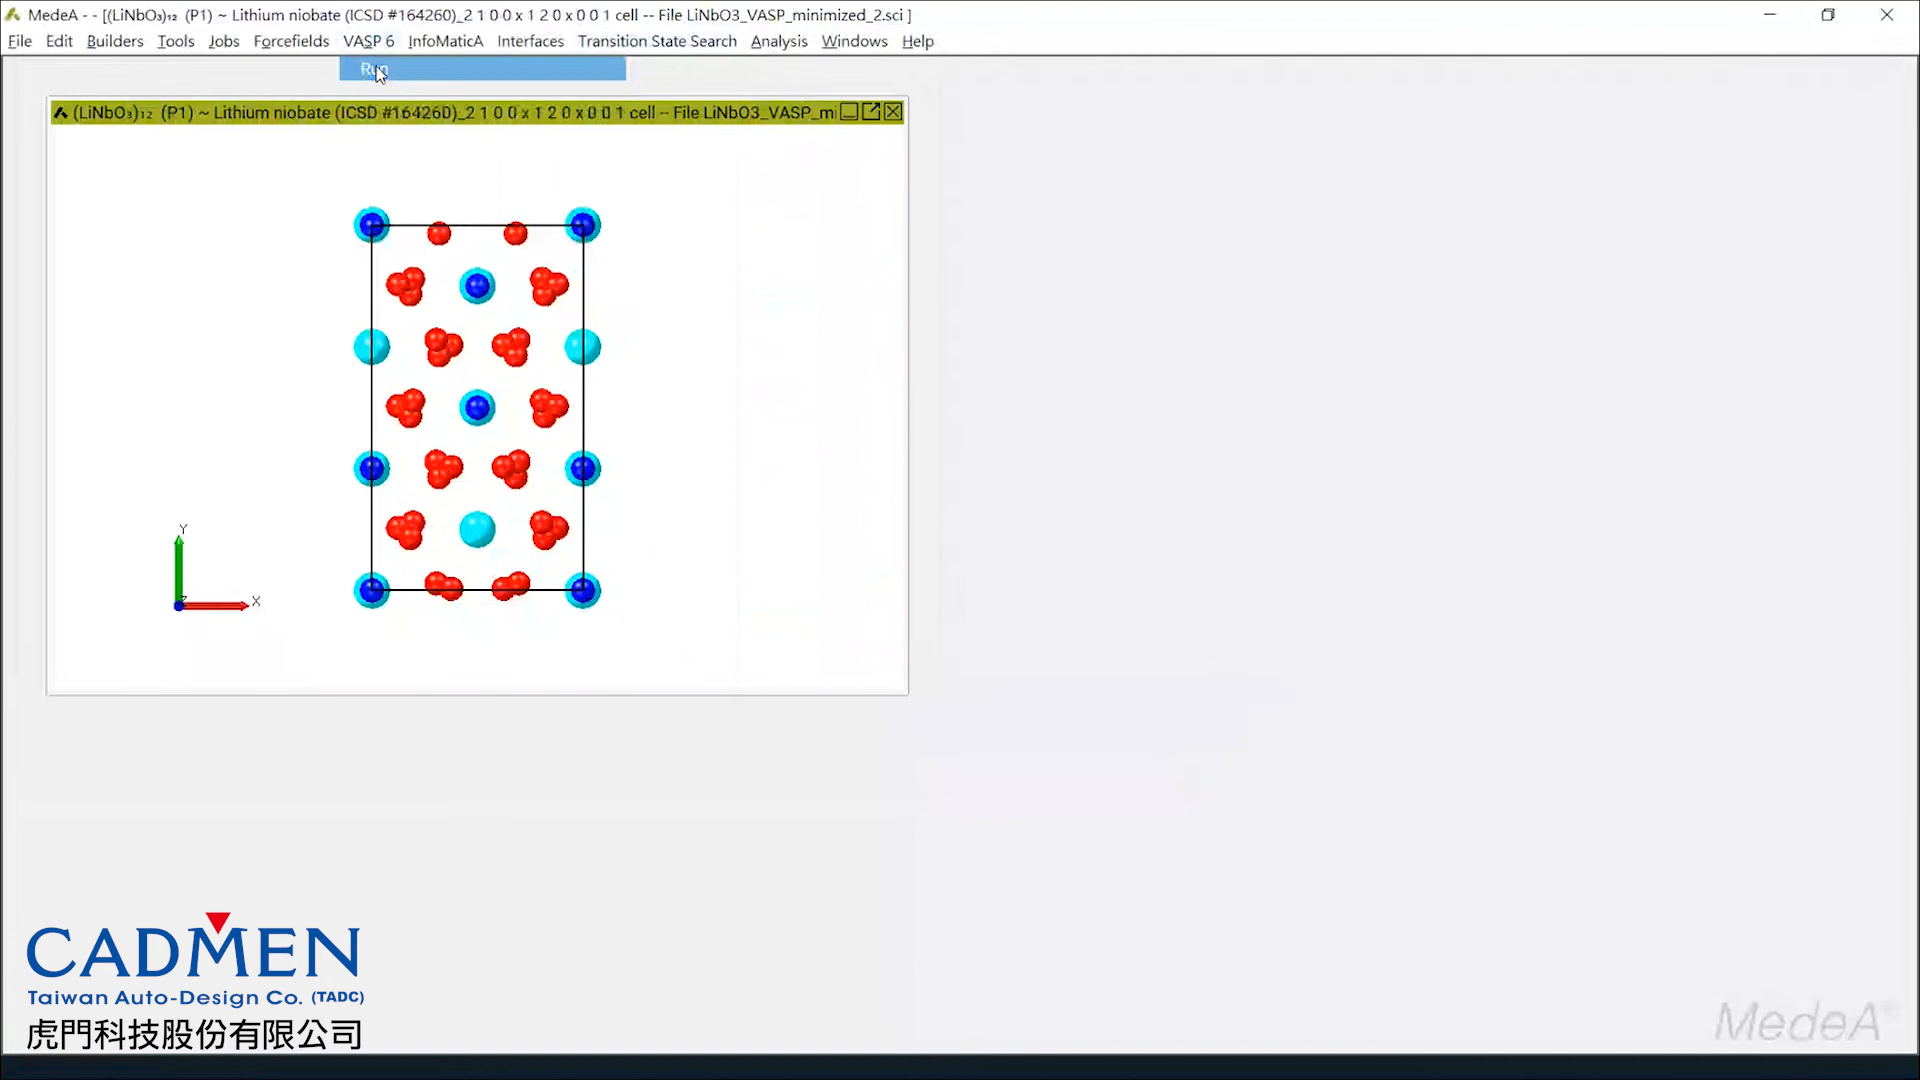 MedeA - - [(LiNbO₃)₁₂ (P1) ~ Lithium niobate (ICSD #164260)_2 1 0 0 x 1 2 0 x 0 0 1 cell -- File LiNbO3_VASP_minimized_2.sci ]
File Edit Builders Tools Jobs Forcefields VASP 6 InfoMaticA Interfaces Transition State Search Analysis Windows Help
Run
(LiNbO₃)₁₂ (P1) ~ Lithium niobate (ICSD #164260)_2 1 0 0 x 1 2 0 x 0 0 1 cell -- File LiNbO3_VASP_mi
Y
Z
X
CADMEN
Taiwan Auto-Design Co. (TADC)
虎門科技股份有限公司
MedeA